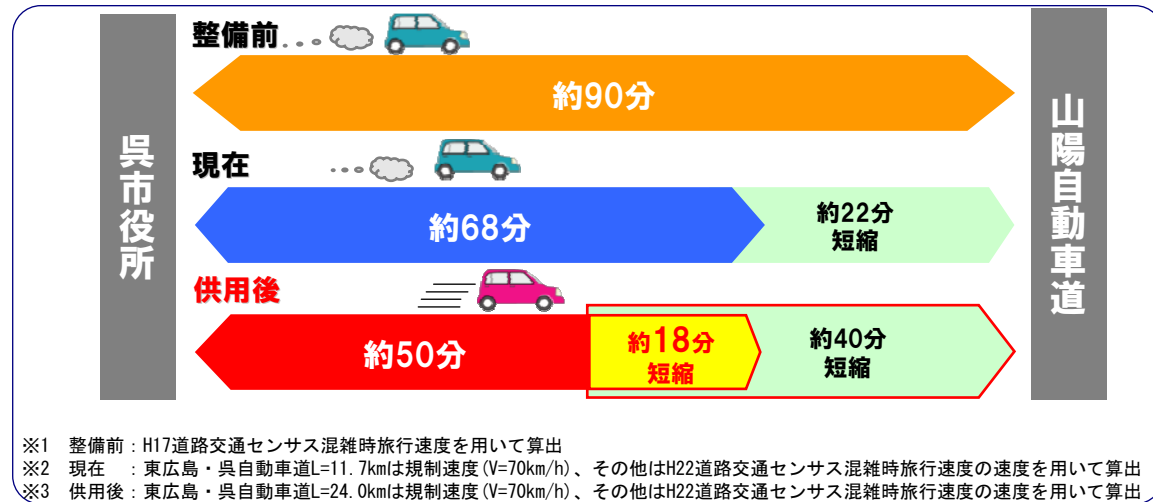 整備前...
約90分
呉市役所
山陽自動車道
現在 ...
約68分
約22分
短縮
供用後
約50分
約18分
短縮
約40分
短縮
※1 整備前：H17道路交通センサス混雑時旅行速度を用いて算出
※2 現在 ：東広島・呉自動車道L=11.7kmは規制速度(V=70km/h)、その他はH22道路交通センサス混雑時旅行速度の速度を用いて算出
※3 供用後：東広島・呉自動車道L=24.0kmは規制速度(V=70km/h)、その他はH22道路交通センサス混雑時旅行速度の速度を用いて算出